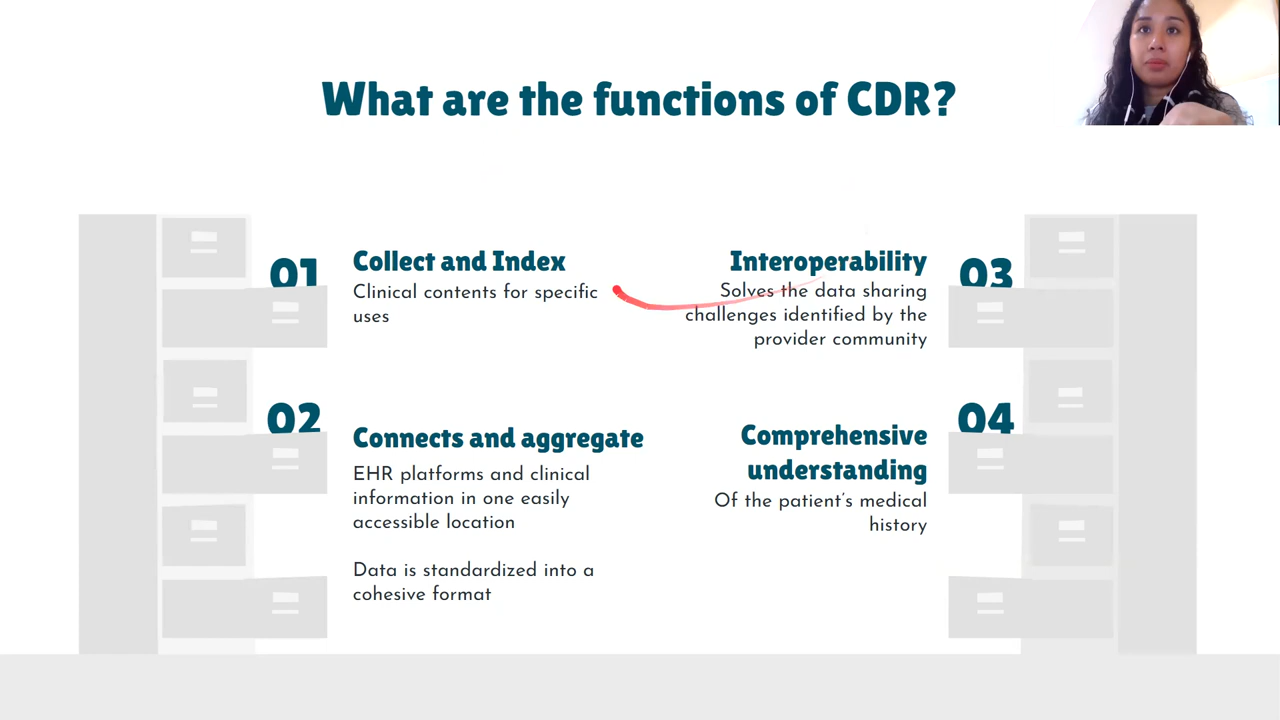 What are the functions of CDR?
01
Collect and Index
Clinical contents for specific
uses
02
Connects and aggregate
EHR platforms and clinical
information in one easily
accessible location
Data is standardized into a
cohesive format
03
Interoperability
Solves the data sharing
challenges identified by the
provider community
04
Comprehensive
understanding
Of the patient's medical
history